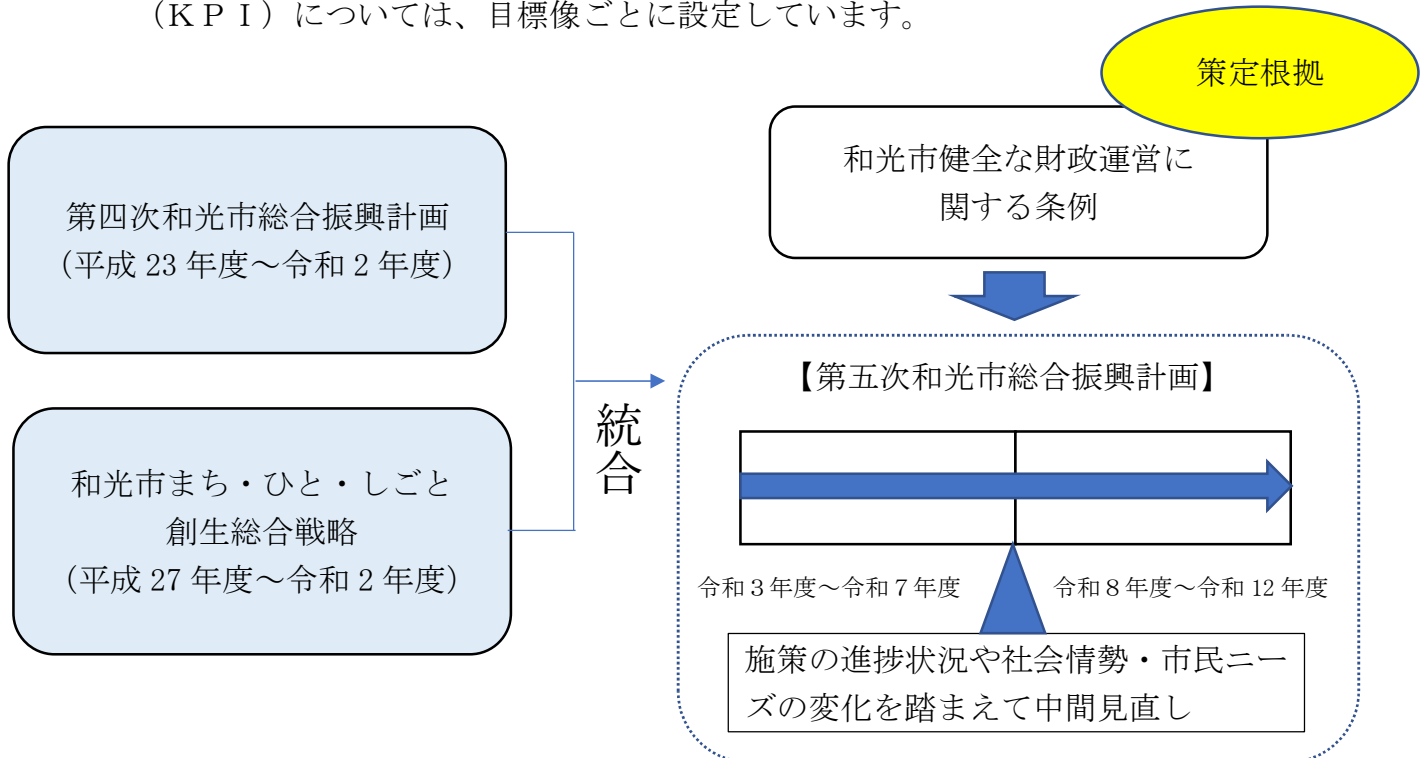 （ＫＰＩ）については、目標像ごとに設定しています。
策定根拠
和光市健全な財政運営に
関する条例
第四次和光市総合振興計画
（平成 23 年度～令和 2 年度）
和光市まち・ひと・しごと
創生総合戦略
（平成 27 年度～令和 2 年度）
統合
【第五次和光市総合振興計画】
令和３年度～令和７年度
令和８年度～令和 12 年度
施策の進捗状況や社会情勢・市民ニー
ズの変化を踏まえて中間見直し